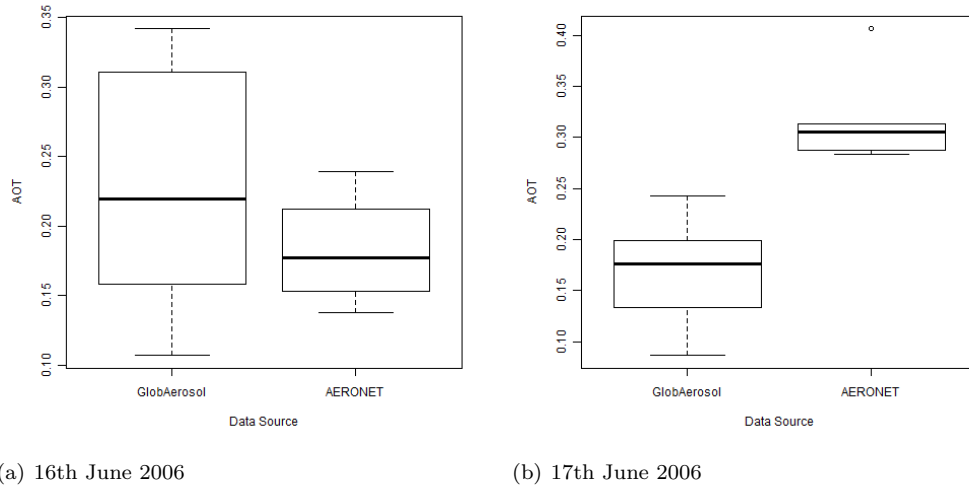 0.35
0.30
0.25
0.20
0.15
0.10
AOT
GlobAerosol AERONET
Data Source
(a) 16th June 2006
0.40
0.30
0.25
0.20
0.15
0.10
AOT
GlobAerosol AERONET
Data Source
(b) 17th June 2006